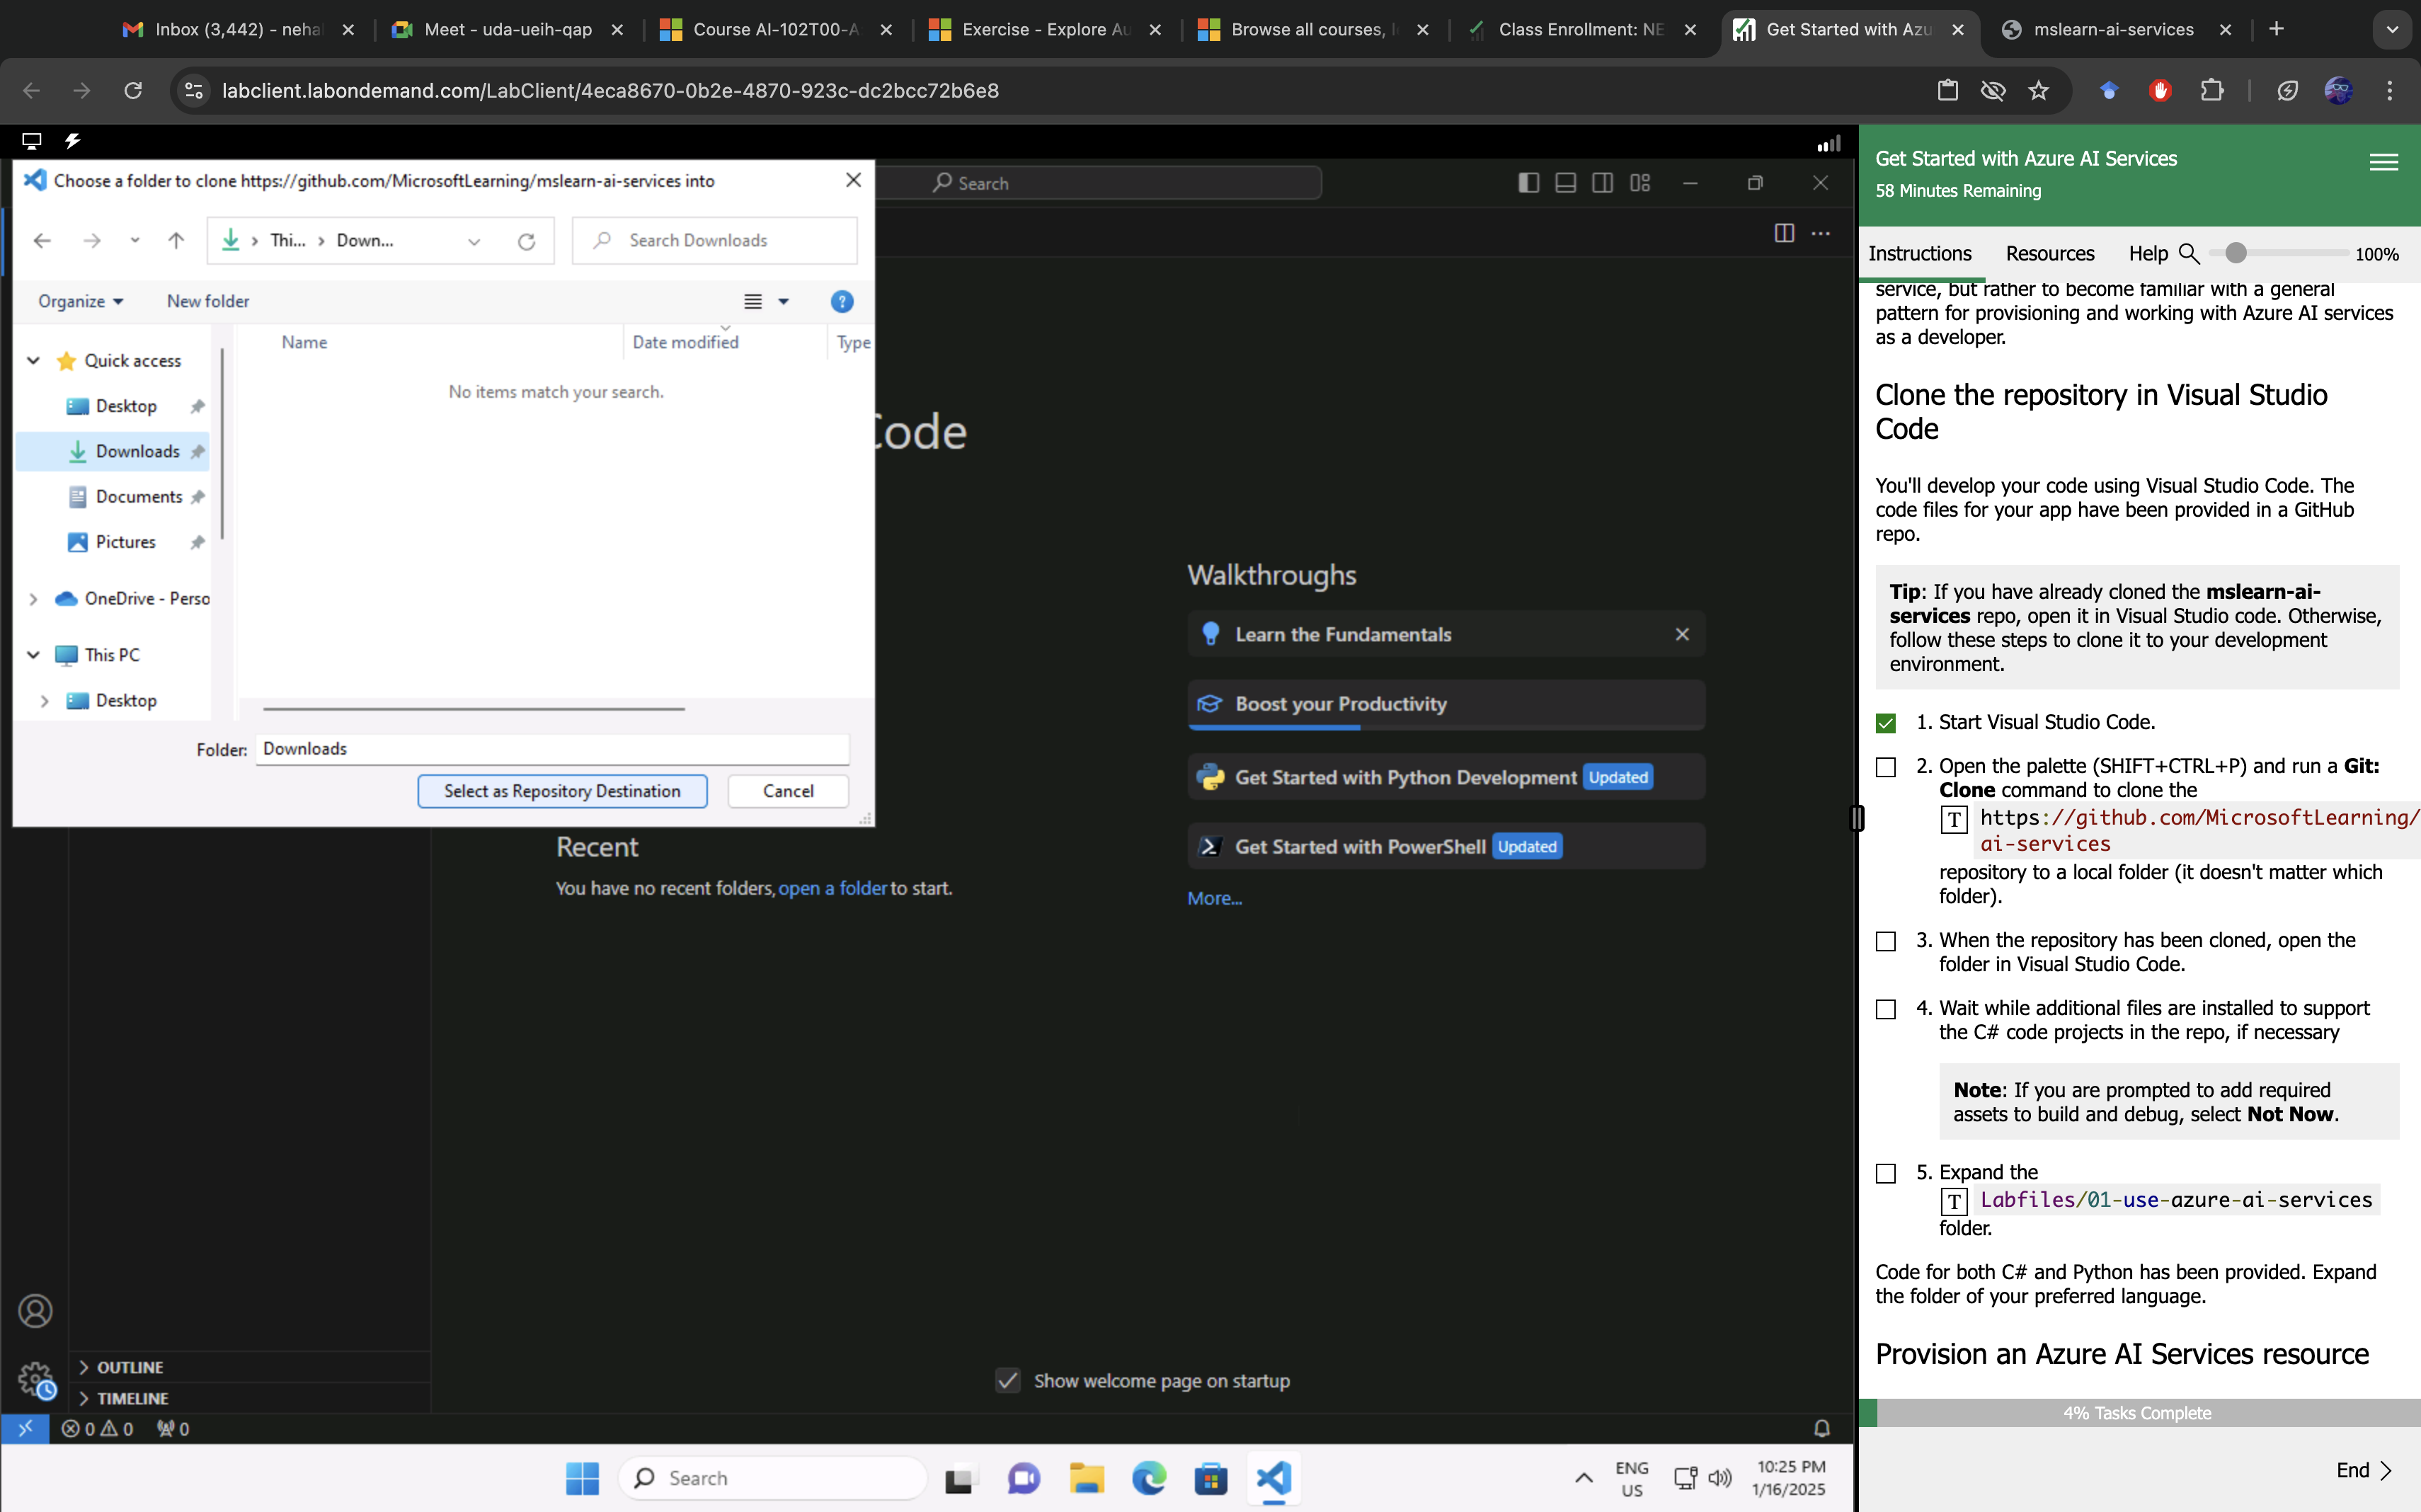 Inbox (3,442) - neha
Meet - uda-ueih-qap
Course AI-102T00-A
Exercise - Explore Au
Browse all courses, l
Class Enrollment: NE
Get Started with Azu
mslearn-ai-services
labclient.labondemand.com/LabClient/4eca8670-0b2e-4870-923c-dc2bcc72b6e8
Choose a folder to clone https://github.com/MicrosoftLearning/mslearn-ai-services into
Thi... > Down...
Search Downloads
Organize
New folder
Name
Date modified
Type
No items match your search.
Quick access
Desktop
Downloads
Documents
Pictures
OneDrive - Perso
This PC
Desktop
Folder: Downloads
Select as Repository Destination
Cancel
Search
Code
Walkthroughs
Learn the Fundamentals
Boost your Productivity
Get Started with Python Development Updated
Get Started with PowerShell Updated
More...
Recent
You have no recent folders, open a folder to start.
OUTLINE
TIMELINE
Show welcome page on startup
0 0 0
Search
ENG
US
10:25 PM
1/16/2025
Get Started with Azure AI Services
58 Minutes Remaining
Instructions Resources Help 100%
service, but rather to become familiar with a general
pattern for provisioning and working with Azure AI services
as a developer.
Clone the repository in Visual Studio
Code
You'll develop your code using Visual Studio Code. The
code files for your app have been provided in a GitHub
repo.
Tip: If you have already cloned the mslearn-ai-
services repo, open it in Visual Studio code. Otherwise,
follow these steps to clone it to your development
environment.
1. Start Visual Studio Code.
2. Open the palette (SHIFT+CTRL+P) and run a Git:
Clone command to clone the
T https://github.com/MicrosoftLearning/
ai-services
repository to a local folder (it doesn't matter which
folder).
3. When the repository has been cloned, open the
folder in Visual Studio Code.
4. Wait while additional files are installed to support
the C# code projects in the repo, if necessary
Note: If you are prompted to add required
assets to build and debug, select Not Now.
5. Expand the
T Labfiles/01-use-azure-ai-services
folder.
Code for both C# and Python has been provided. Expand
the folder of your preferred language.
Provision an Azure AI Services resource
4% Tasks Complete
End